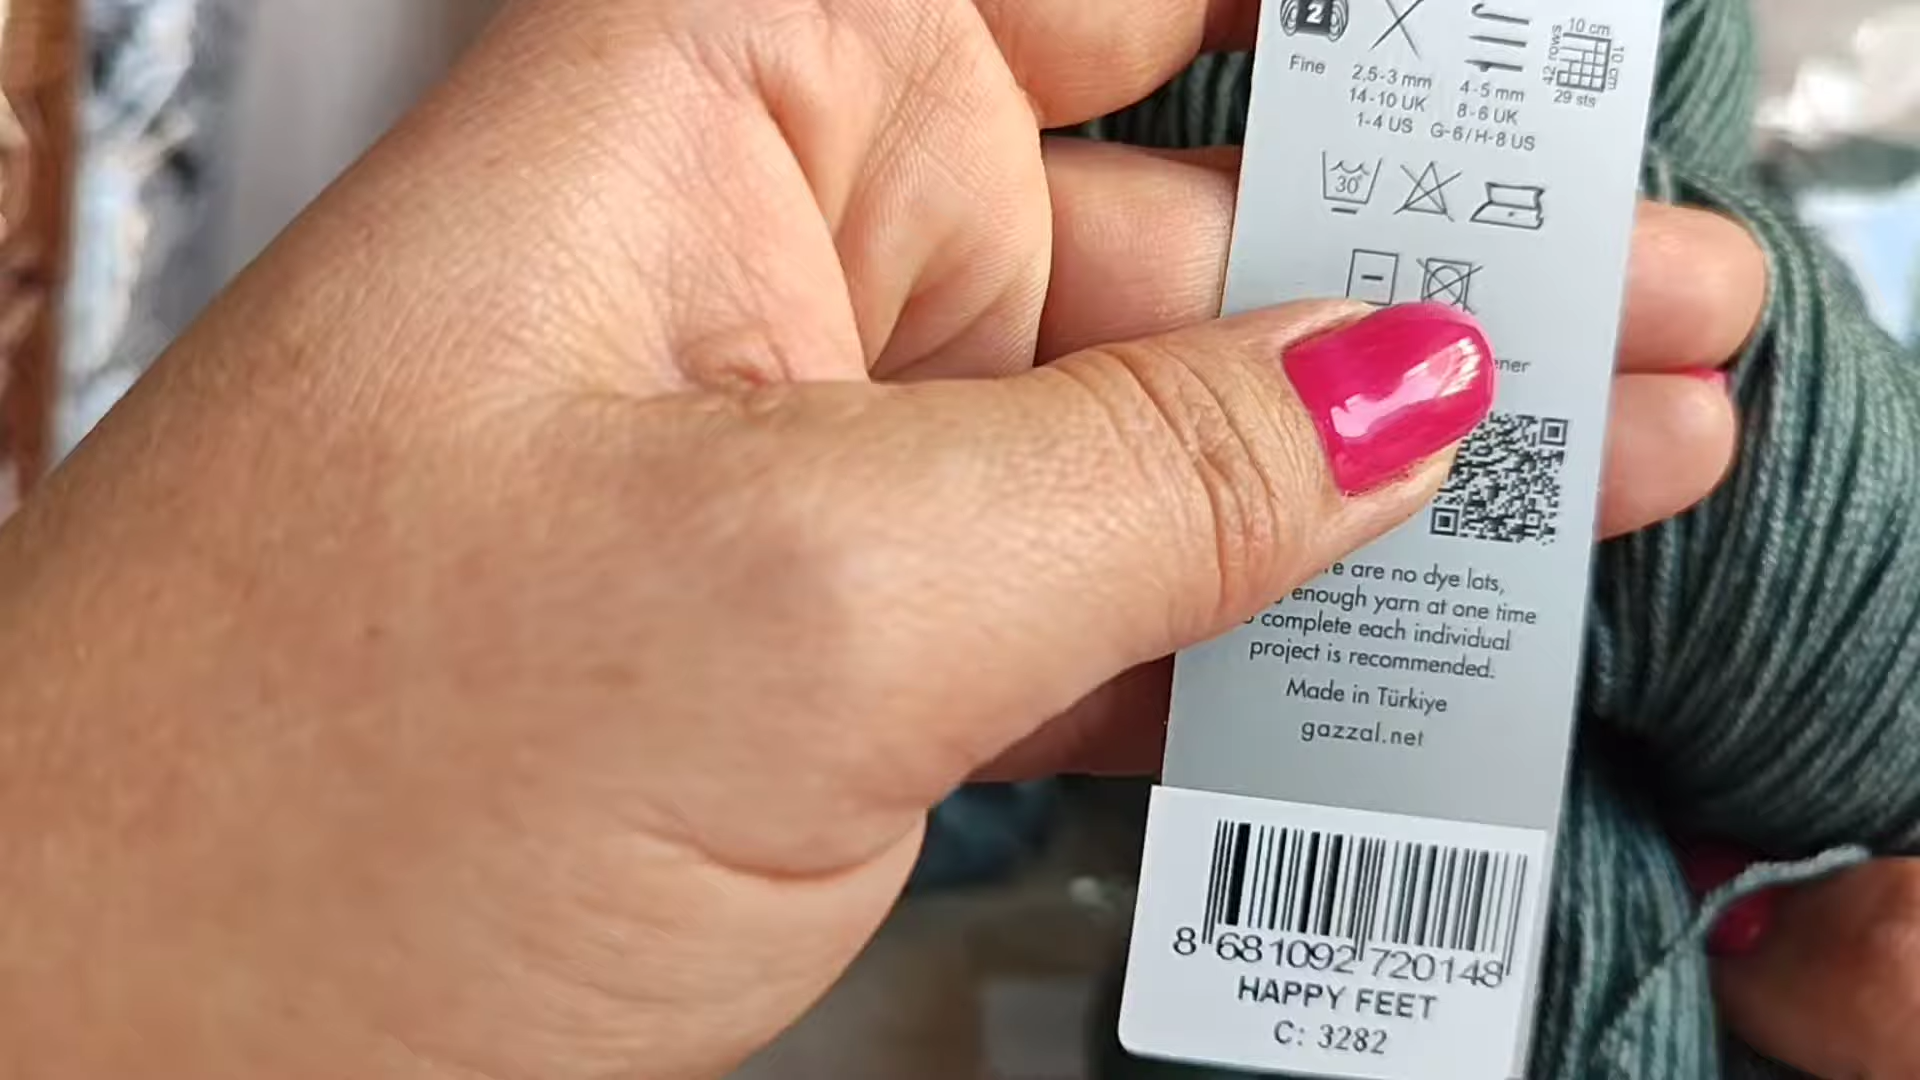 2
Fine
2,5-3 mm
14-10 UK
1-4 US
4-5 mm
8-6 UK
G-6/H-8 US
10 cm
10 cm
42 rows
29 sts
30°
ner
e are no dye lots,
enough yarn at one time
complete each individual
project is recommended.
Made in Türkiye
gazzal.net
8 681092 720148
HAPPY FEET
C: 3282